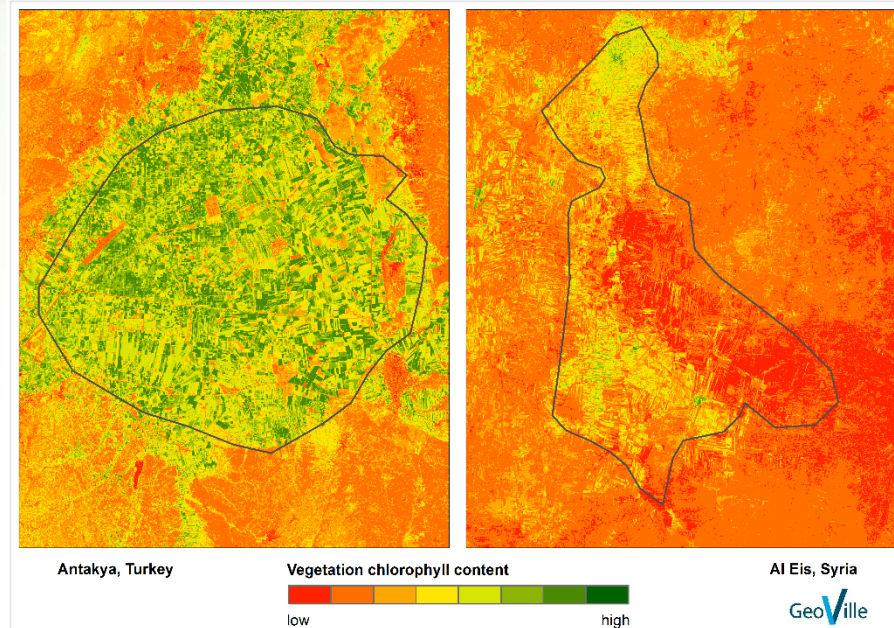 Antakya, Turkey
Vegetation chlorophyll content
Al Eis, Syria
low
high
GeoVille